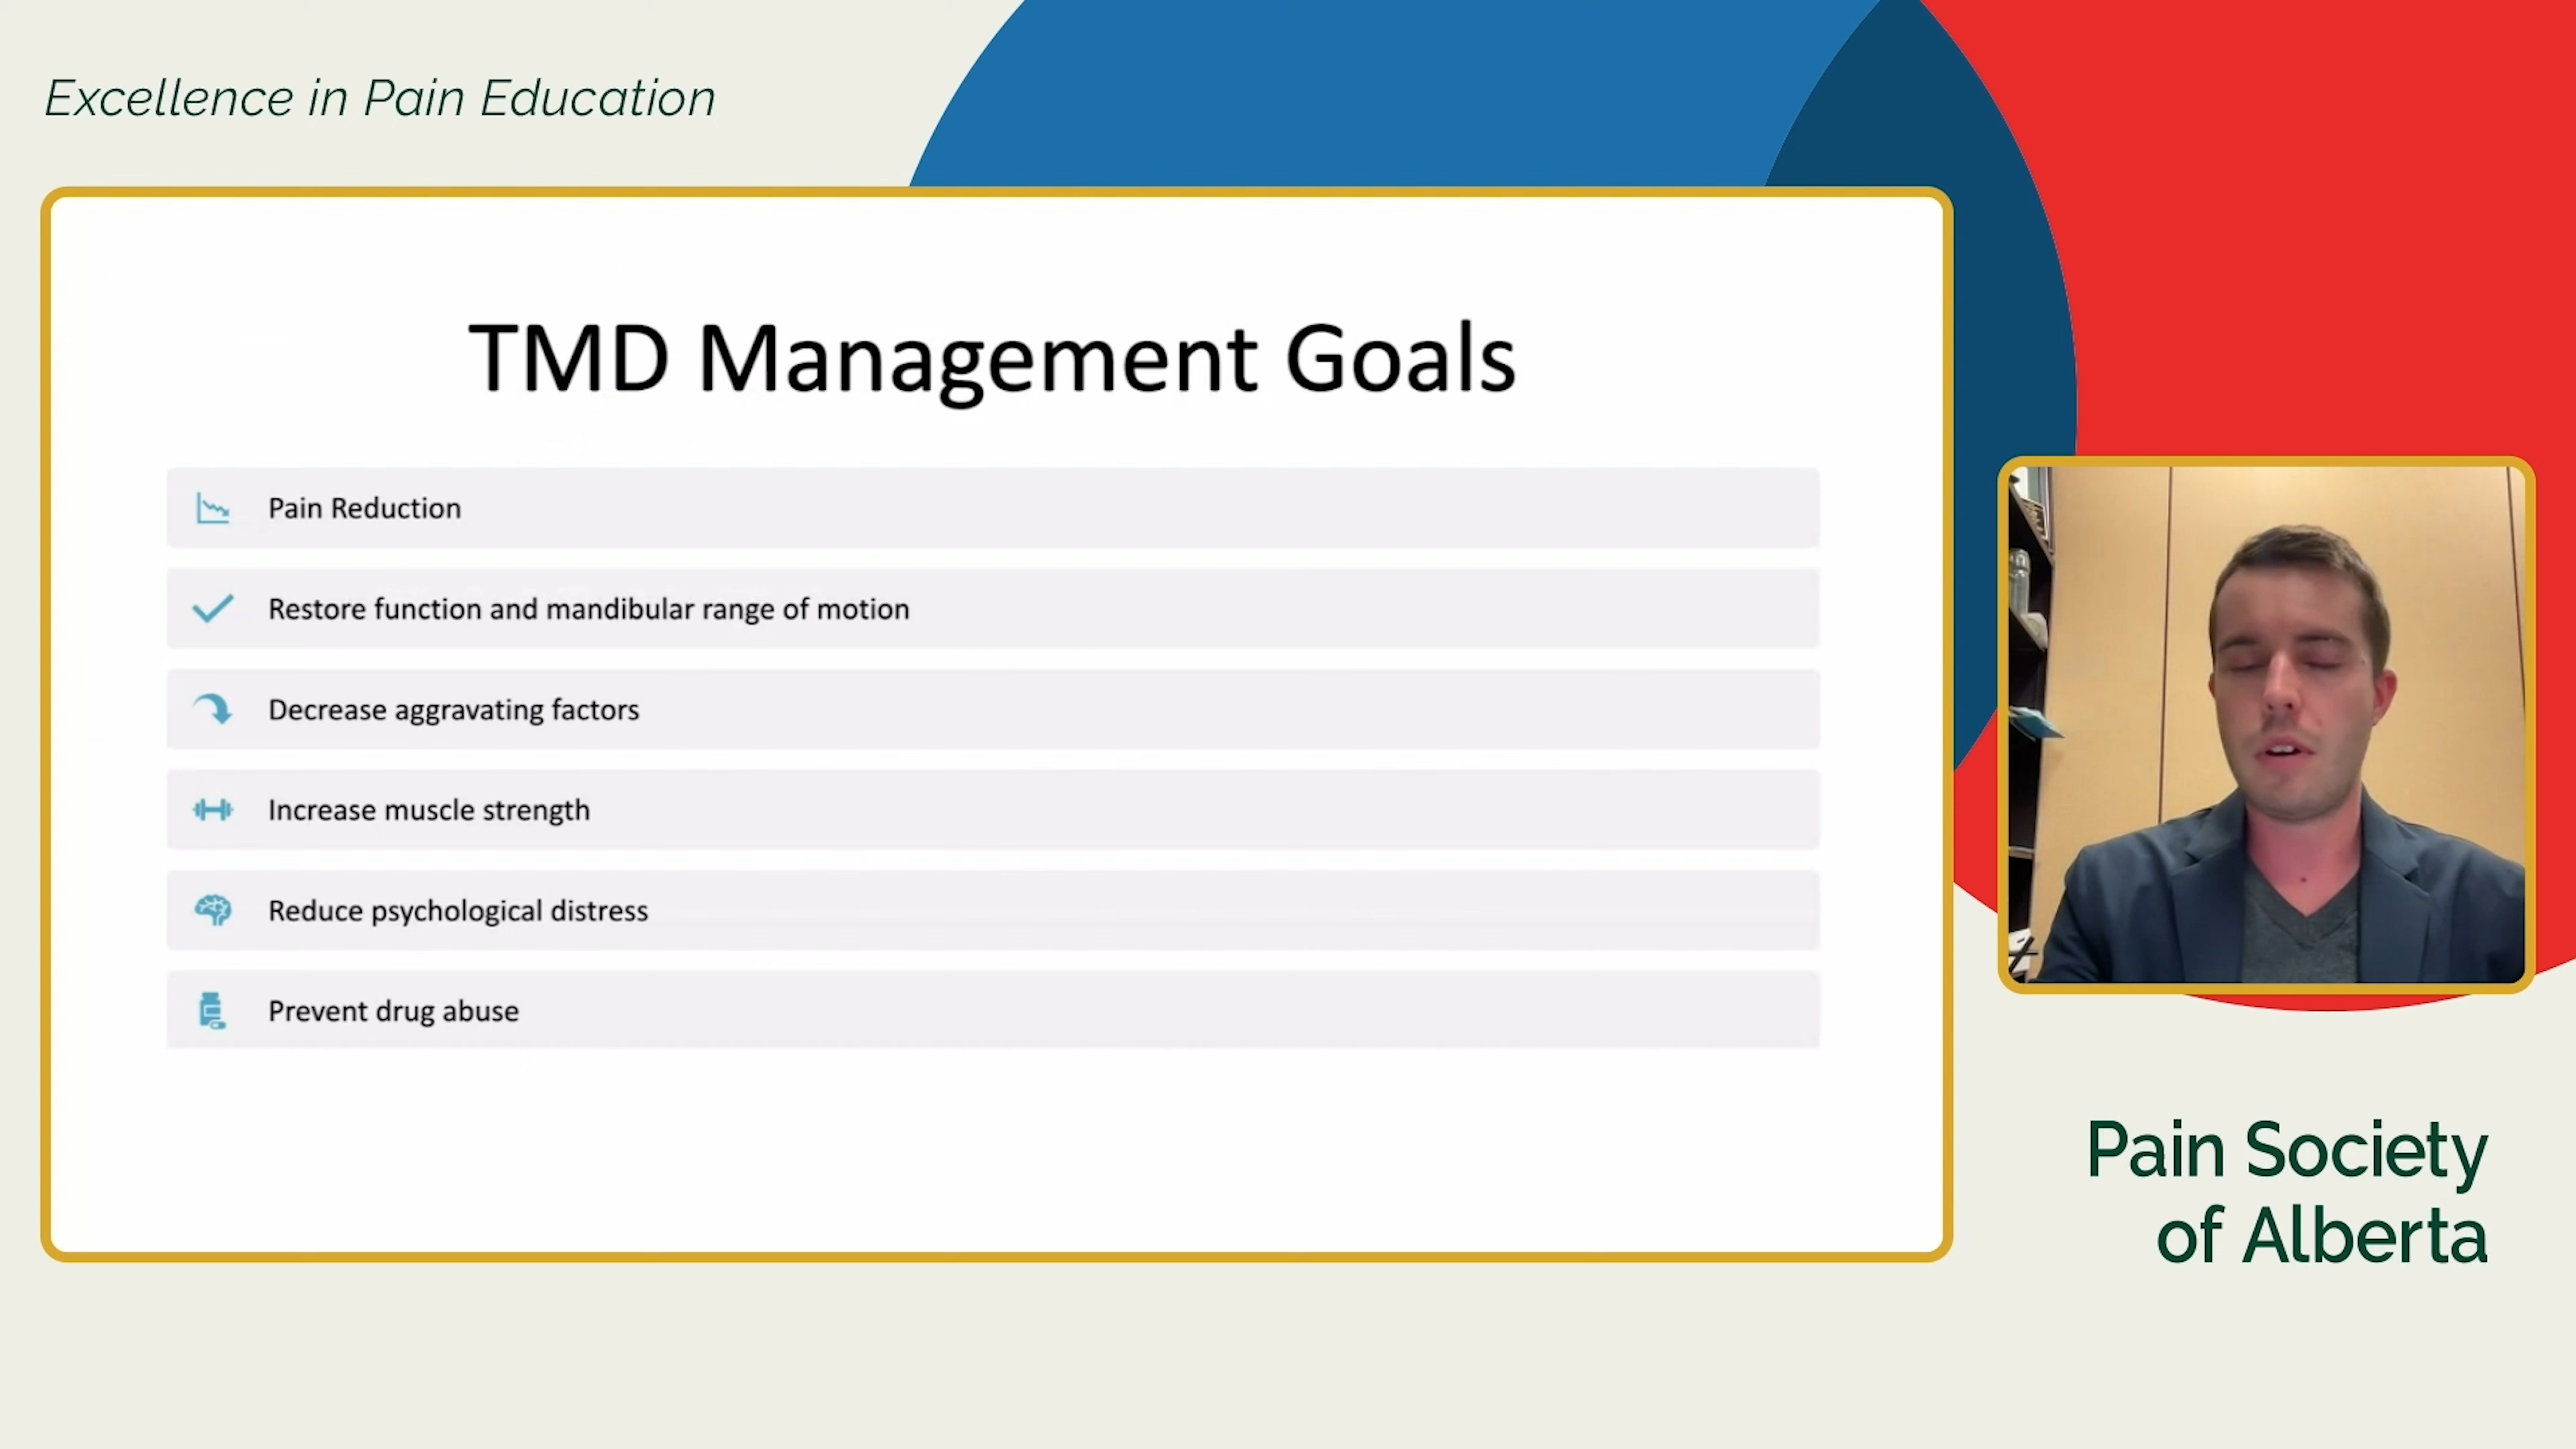 Excellence in Pain Education
TMD Management Goals
Pain Reduction
Restore function and mandibular range of motion
Decrease aggravating factors
Increase muscle strength
Reduce psychological distress
Prevent drug abuse
Pain Society
of Alberta